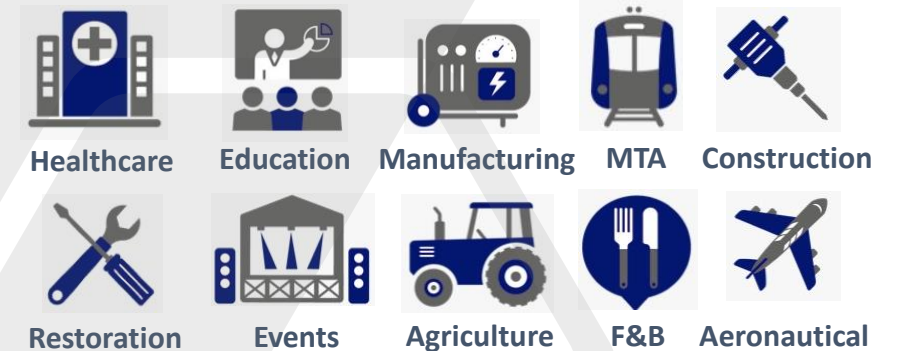 Healthcare Education Manufacturing MTA Construction
Restoration Events Agriculture F&B Aeronautical